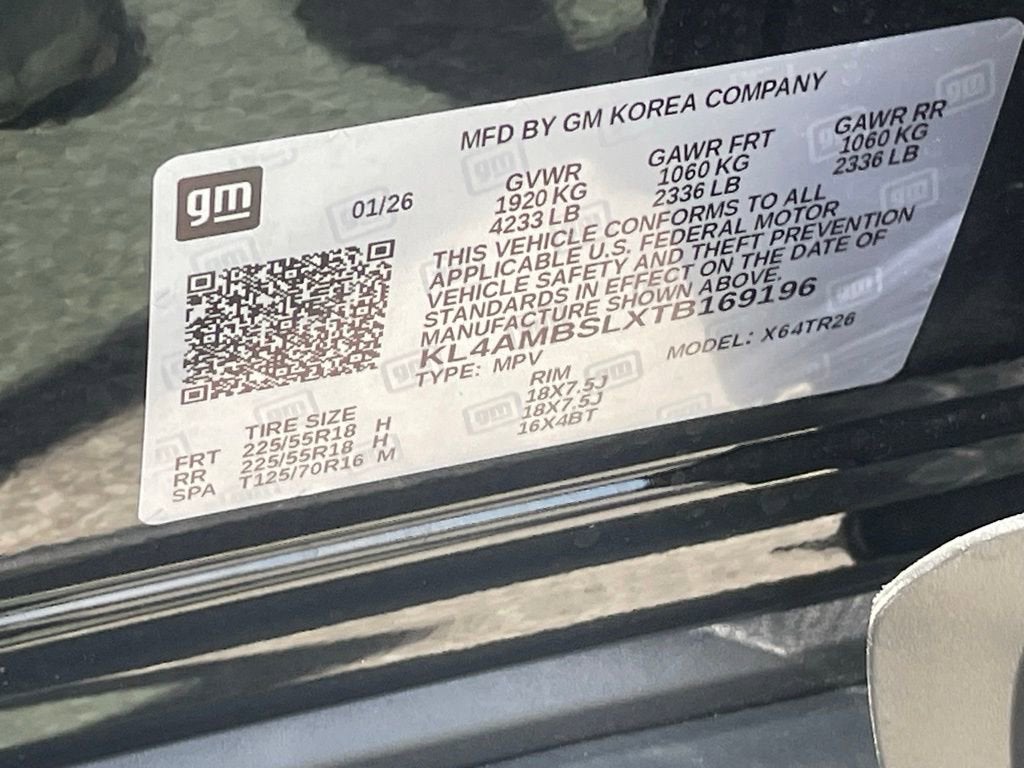 MFD BY GM KOREA COMPANY
gm
01/26
GVWR
1920 KG
4233 LB
GAWR FRT
1060 KG
2336 LB
GAWR RR
1060 KG
2336 LB
THIS VEHICLE CONFORMS TO ALL
APPLICABLE U.S. FEDERAL MOTOR
VEHICLE SAFETY AND THEFT PREVENTION
STANDARDS IN EFFECT ON THE DATE OF
MANUFACTURE SHOWN ABOVE.
KL4AMBSLXTB169196
TYPE: MPV MODEL: X64TR26
TIRE SIZE RIM
FRT 225/55R18 H 18X7.5J
RR 225/55R18 H 18X7.5J
SPA T125/70R16 M 16X4BT